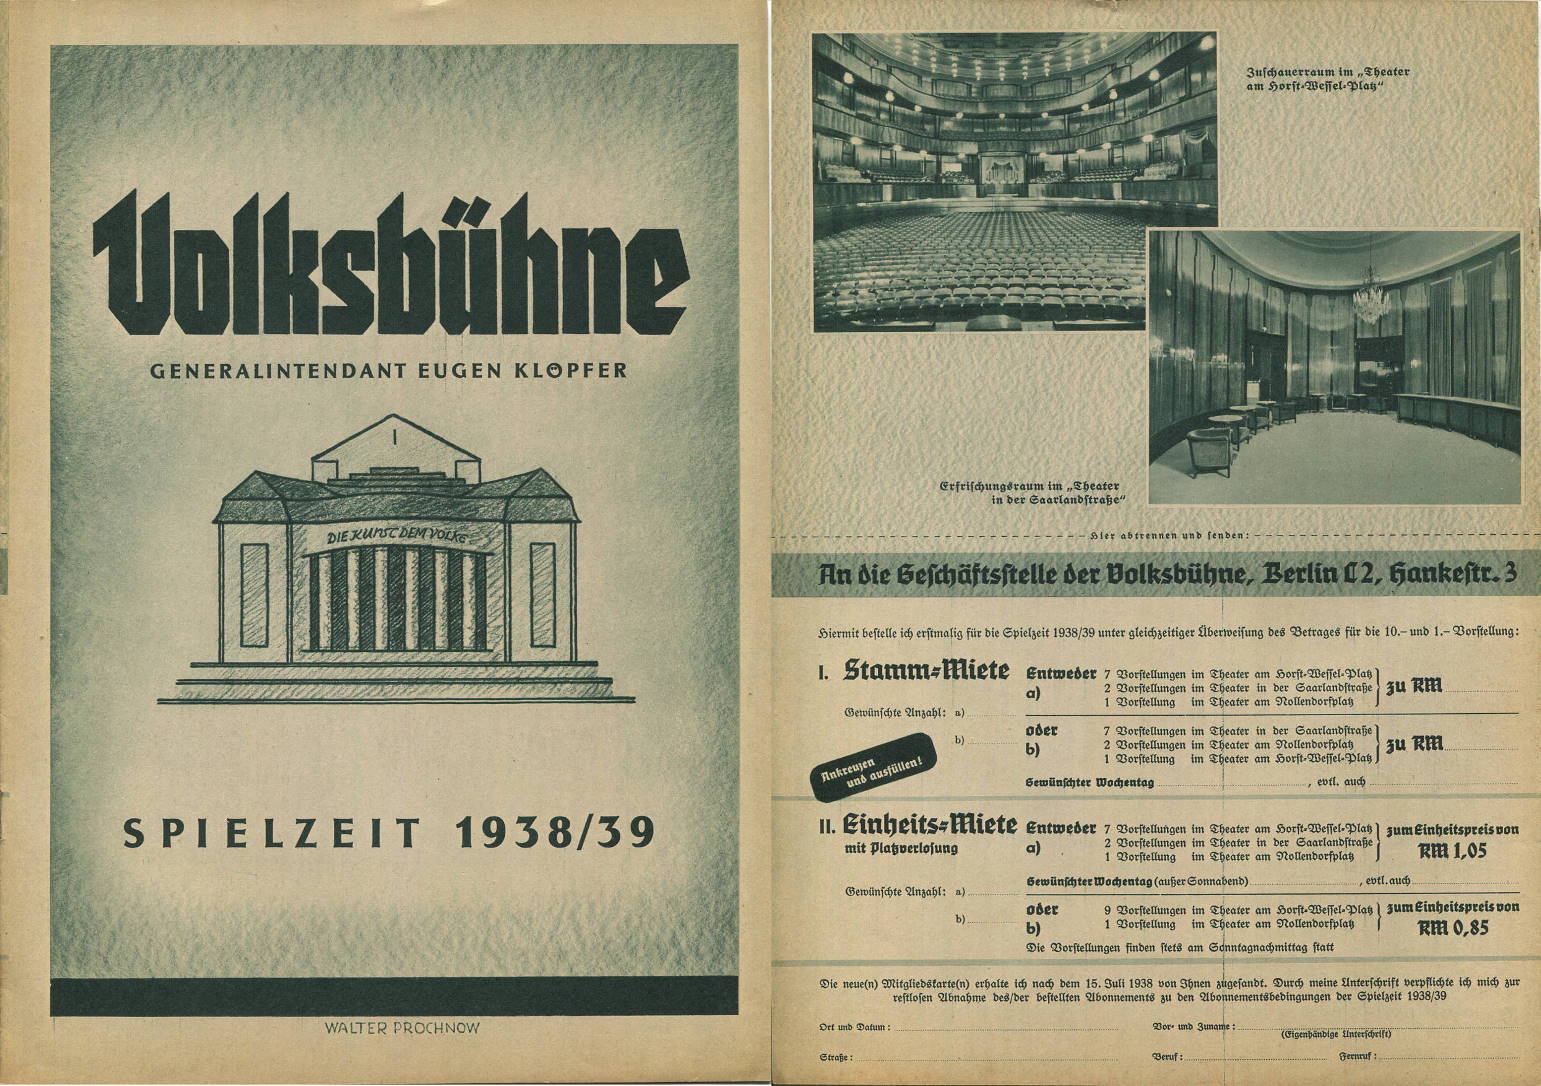 Volksbühne
GENERALINTENDANT EUGEN KLÖPFER
DIE KUNST DEM VOLKE
SPIELZEIT 1938/39
WALTER PROCHNOW
Zuschauerraum im „Theater
am Horst-Wessel-Platz“
Erfrischungsraum im „Theater
in der Saarlandstraße“
Hier abtrennen und senden:
An die Geschäftsstelle der Volksbühne, Berlin C 2, Hankestr. 3
Hiermit bestelle ich erstmalig für die Spielzeit 1938/39 unter gleichzeitiger Überweisung des Betrages für die 10.– und 1.– Vorstellung:
I. Stamm-Miete
Gewünschte Anzahl: a)
b)
Entweder a) 7 Vorstellungen im Theater am Horst-Wessel-Platz
2 Vorstellungen im Theater in der Saarlandstraße
1 Vorstellung im Theater am Nollendorfplatz
zu RM
oder b) 7 Vorstellungen im Theater in der Saarlandstraße
2 Vorstellungen im Theater am Nollendorfplatz
1 Vorstellung im Theater am Horst-Wessel-Platz
zu RM
Gewünschter Wochentag , evtl. auch
Ankreuzen
und ausfüllen!
II. Einheits-Miete
mit Platzverlosung
Gewünschte Anzahl: a)
b)
Entweder a) 7 Vorstellungen im Theater am Horst-Wessel-Platz
2 Vorstellungen im Theater in der Saarlandstraße
1 Vorstellung im Theater am Nollendorfplatz
zum Einheitspreis von
RM 1,05
Gewünschter Wochentag (außer Sonnabend) , evtl. auch
oder b) 9 Vorstellungen im Theater am Horst-Wessel-Platz
1 Vorstellung im Theater am Nollendorfplatz
zum Einheitspreis von
RM 0,85
Die Vorstellungen finden stets am Sonntagnachmittag statt
Die neue(n) Mitgliedskarte(n) erhalte ich nach dem 15. Juli 1938 von Ihnen zugesandt. Durch meine Unterschrift verpflichte ich mich zur
restlosen Abnahme des/der bestellten Abonnements zu den Abonnementsbedingungen der Spielzeit 1938/39
Ort und Datum: Vor- und Zuname:
(Eigenhändige Unterschrift)
Straße: Beruf: Fernruf: